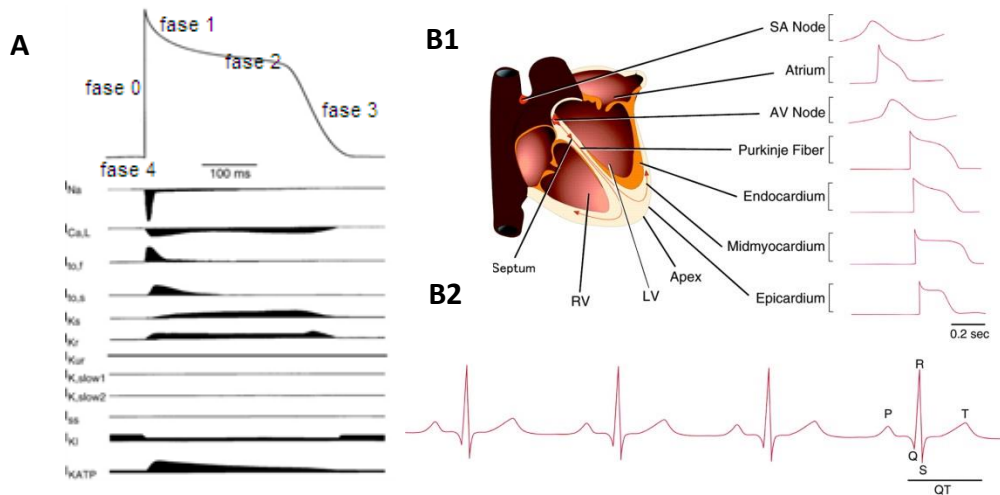 A
fase 1
fase 2
fase 0
fase 3
fase 4
100 ms
I_Na
I_Ca,L
I_to,f
I_to,s
I_Ks
I_Kr
I_Kur
I_K,slow1
I_K,slow2
I_ss
I_KI
I_KATP
B1
SA Node
Atrium
AV Node
Purkinje Fiber
Endocardium
Midmyocardium
Epicardium
Septum
RV
LV
Apex
0.2 sec
B2
R
P
T
Q
S
QT